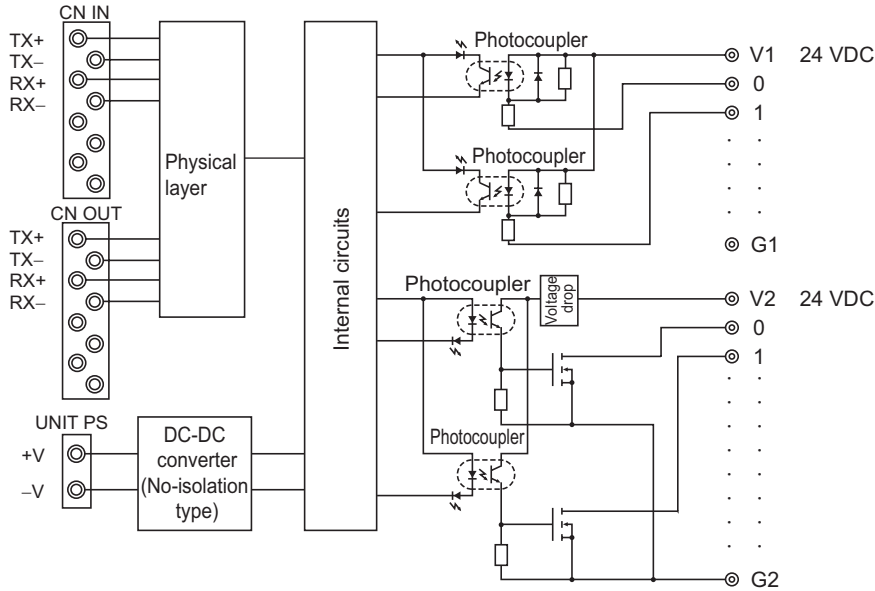 CN IN
TX+
TX–
RX+
RX–
Physical
layer
CN OUT
TX+
TX–
RX+
RX–
UNIT PS
+V
–V
DC-DC
converter
(No-isolation
type)
Internal circuits
Photocoupler
V1 24 VDC
0
1
Photocoupler
G1
Photocoupler
Voltage
drop
V2 24 VDC
0
1
Photocoupler
G2